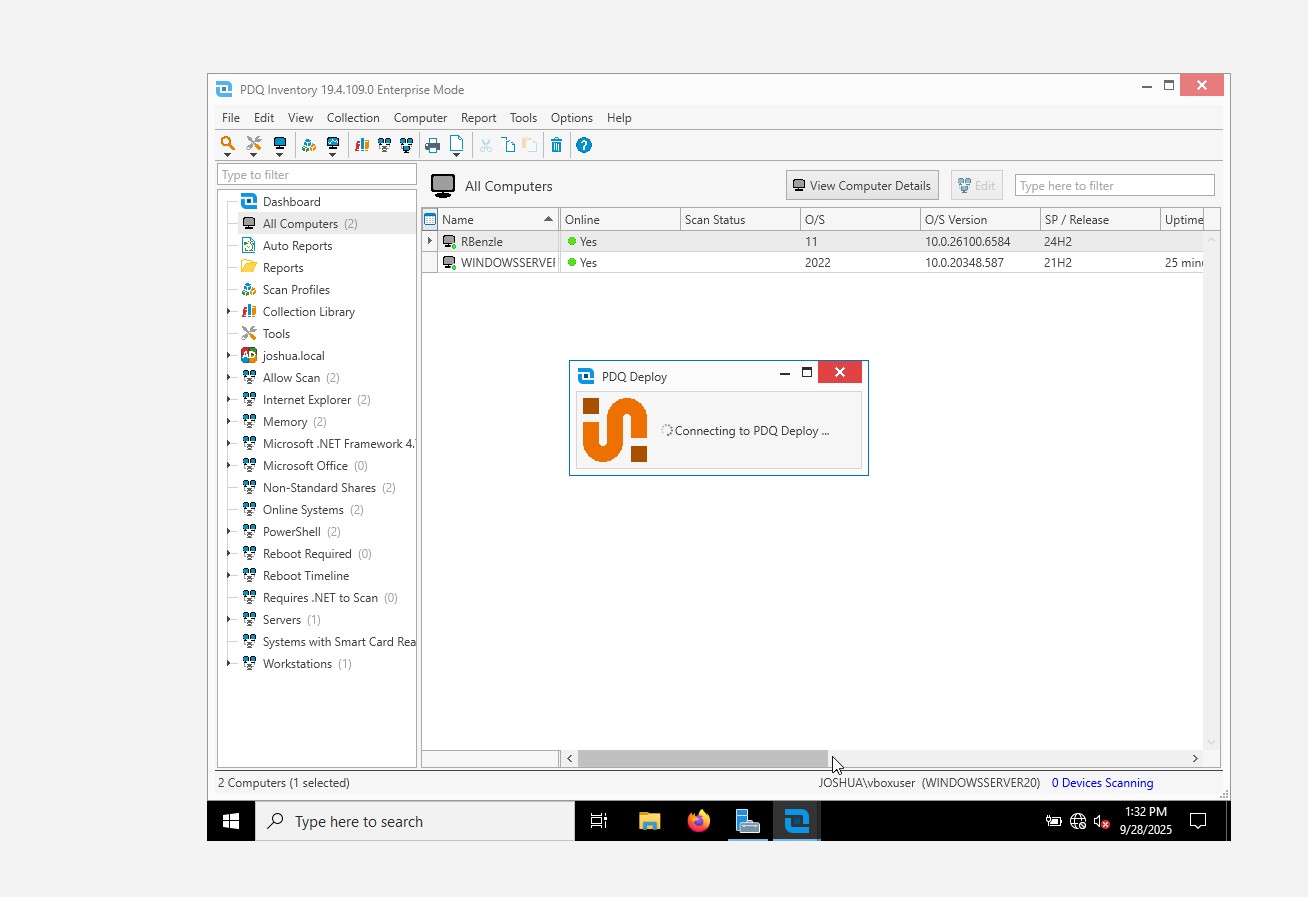 PDQ Inventory 19.4.109.0 Enterprise Mode
File Edit View Collection Computer Report Tools Options Help
Type to filter
All Computers
View Computer Details
Edit
Type here to filter
Dashboard
All Computers (2)
Auto Reports
Reports
Scan Profiles
Collection Library
Tools
AD joshua.local
Allow Scan (2)
Internet Explorer (2)
Memory (2)
Microsoft .NET Framework 4.
Microsoft Office (0)
Non-Standard Shares (2)
Online Systems (2)
PowerShell (2)
Reboot Required (0)
Reboot Timeline
Requires .NET to Scan (0)
Servers (1)
Systems with Smart Card Rea
Workstations (1)
Name Online Scan Status O/S O/S Version SP / Release Uptime
RBenzle Yes 11 10.0.26100.6584 24H2
WINDOWSSERVER Yes 2022 10.0.20348.587 21H2 25 minu
PDQ Deploy
Connecting to PDQ Deploy ...
2 Computers (1 selected)
JOSHUA\vboxuser (WINDOWSSERVER20) 0 Devices Scanning
Type here to search
1:32 PM
9/28/2025